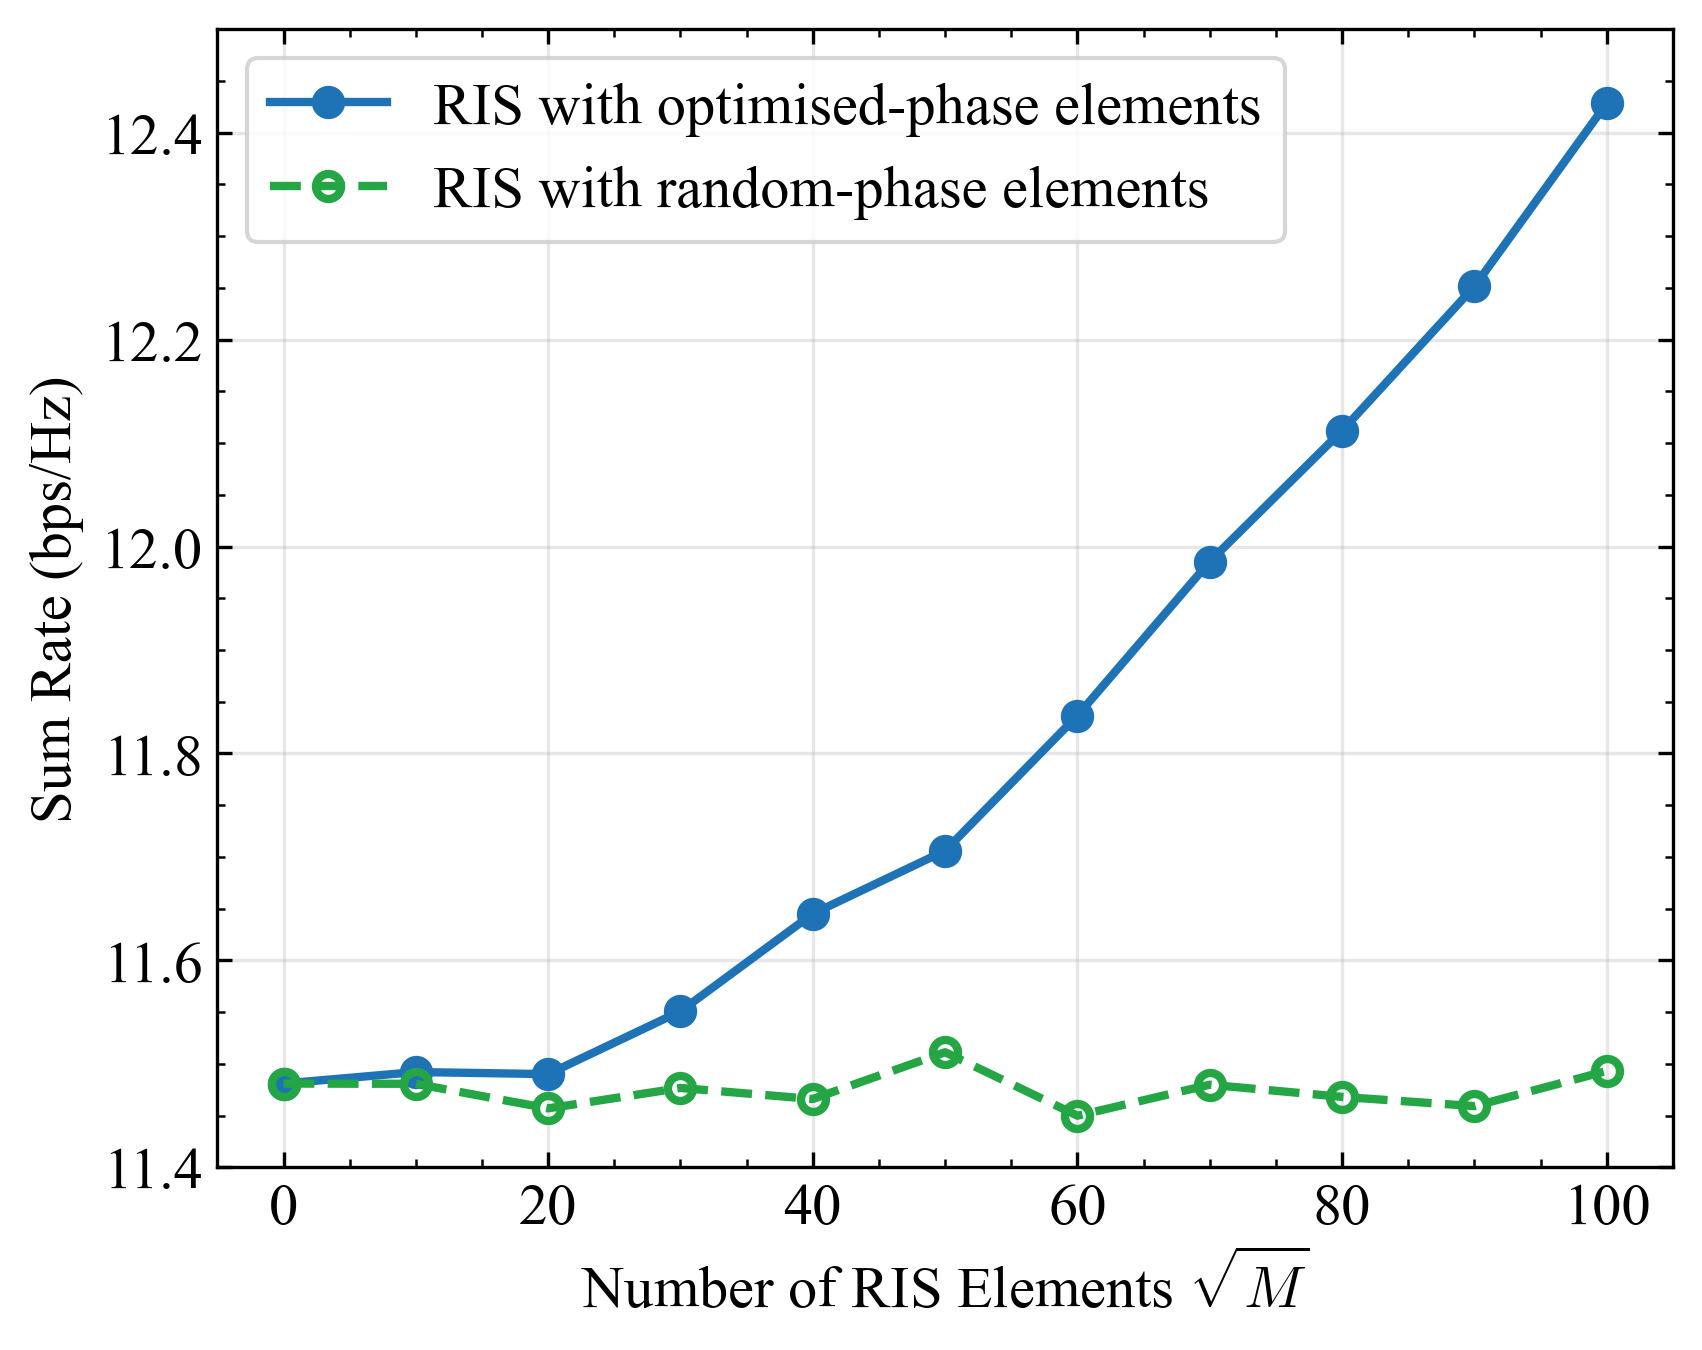 RIS with optimised-phase elements
RIS with random-phase elements
12.4
12.2
12.0
11.8
11.6
11.4
Sum Rate (bps/Hz)
0 20 40 60 80 100
Number of RIS Elements √M